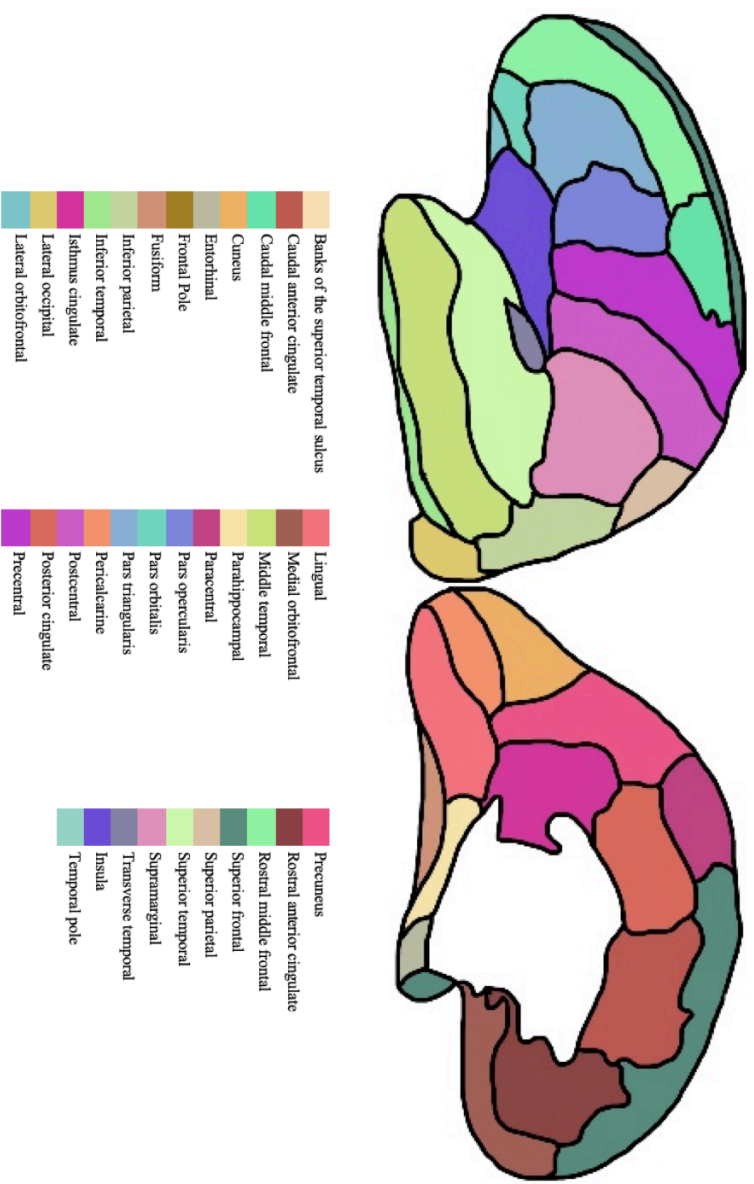 Banks of the superior temporal sulcus
Caudal anterior cingulate
Caudal middle frontal
Cuneus
Entorhinal
Frontal Pole
Fusiform
Inferior parietal
Inferior temporal
Isthmus cingulate
Lateral occipital
Lateral orbitofrontal
Lingual
Medial orbitofrontal
Middle temporal
Parahippocampal
Paracentral
Pars opercularis
Pars orbitalis
Pars triangularis
Pericalcarine
Postcentral
Posterior cingulate
Precentral
Precuneus
Rostral anterior cingulate
Rostral middle frontal
Superior frontal
Superior parietal
Superior temporal
Supramarginal
Transverse temporal
Insula
Temporal pole